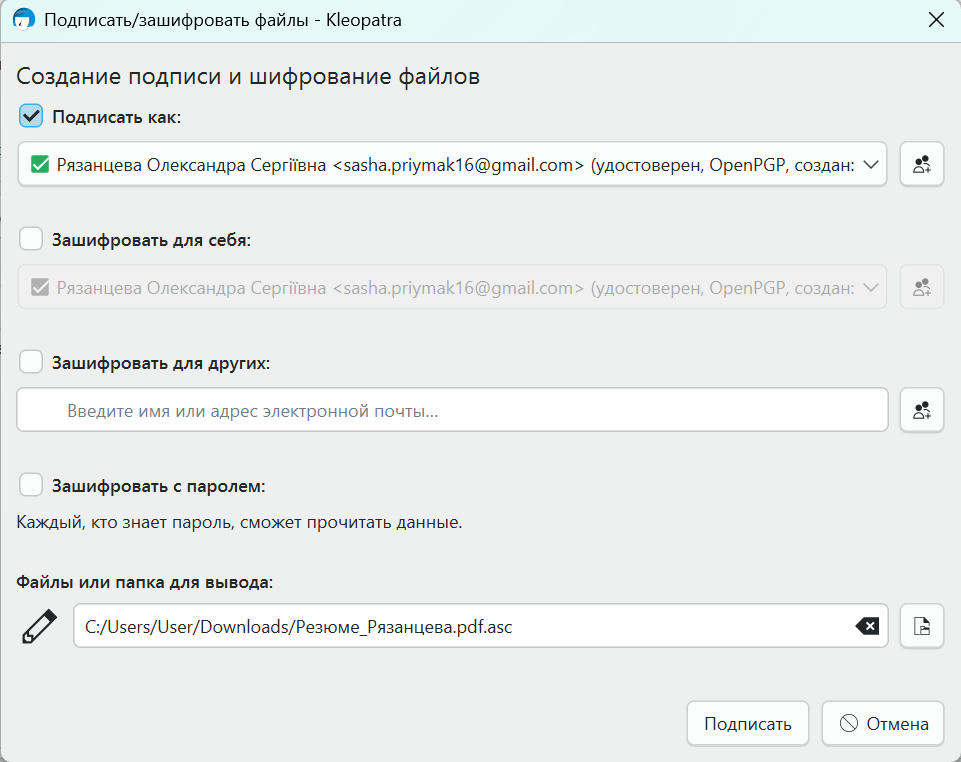 Подписать/зашифровать файлы - Kleopatra
Создание подписи и шифрование файлов
Подписать как:
Рязанцева Олександра Сергіївна <sasha.priymak16@gmail.com> (удостоверен, OpenPGP, создан:
Зашифровать для себя:
Рязанцева Олександра Сергіївна <sasha.priymak16@gmail.com> (удостоверен, OpenPGP, создан:
Зашифровать для других:
Введите имя или адрес электронной почты...
Зашифровать с паролем:
Каждый, кто знает пароль, сможет прочитать данные.
Файлы или папка для вывода:
C:/Users/User/Downloads/Резюме_Рязанцева.pdf.asc
Подписать
Отмена